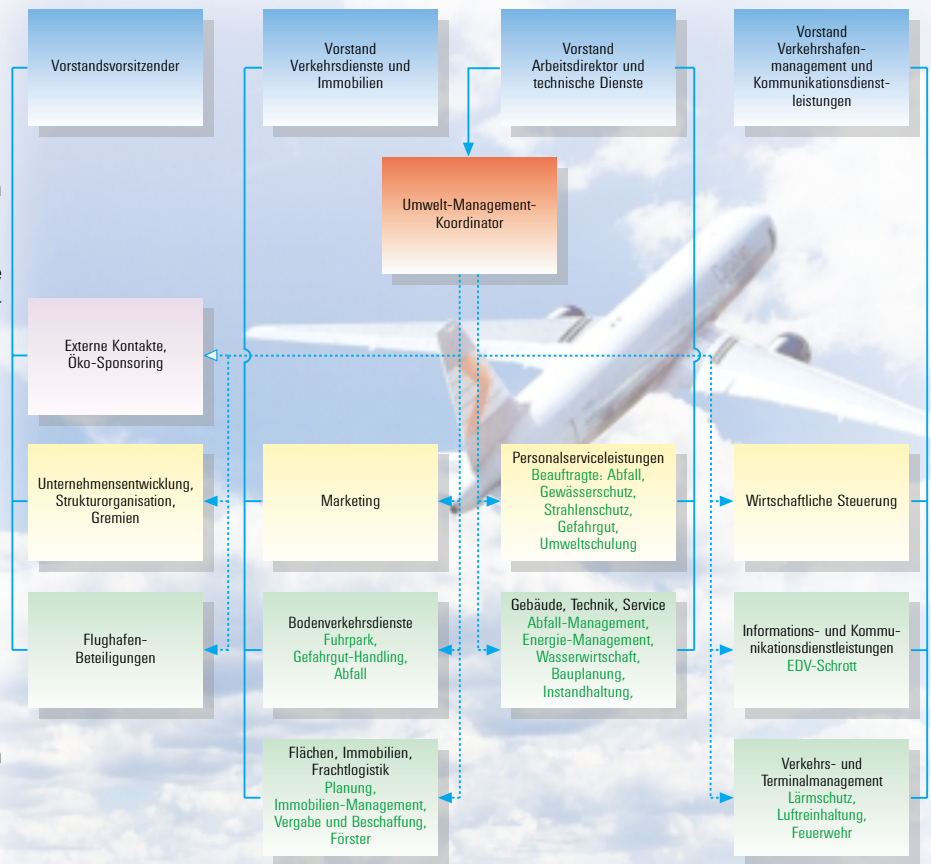 Vorstandsvorsitzender
Vorstand
Verkehrsdienste und
Immobilien
Vorstand
Arbeitsdirektor und
technische Dienste
Vorstand
Verkehrshafen-
management und
Kommunikationsdienst-
leistungen
Umwelt-Management-
Koordinator
Externe Kontakte,
Öko-Sponsoring
Unternehmensentwicklung,
Strukturorganisation,
Gremien
Marketing
Personalserviceleistungen
Beauftragte: Abfall,
Gewässerschutz,
Strahlenschutz,
Gefahrgut,
Umweltschulung
Wirtschaftliche Steuerung
Flughafen-
Beteiligungen
Bodenverkehrsdienste
Fuhrpark,
Gefahrgut-Handling,
Abfall
Gebäude, Technik, Service
Abfall-Management,
Energie-Management,
Wasserwirtschaft,
Bauplanung,
Instandhaltung,
Informations- und Kommu-
nikationsdienstleistungen
EDV-Schrott
Flächen, Immobilien,
Frachtlogistik
Planung,
Immobilien-Management,
Vergabe und Beschaffung,
Förster
Verkehrs- und
Terminalmanagement
Lärmschutz,
Luftreinhaltung,
Feuerwehr